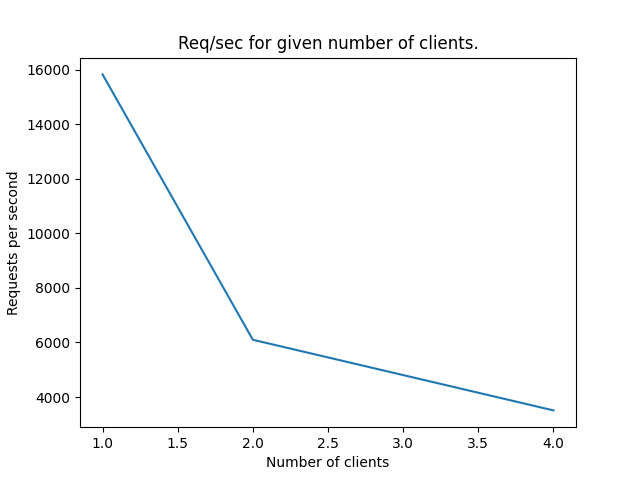 Req/sec for given number of clients.
16000
14000
12000
10000
8000
6000
4000
Requests per second
1.0 1.5 2.0 2.5 3.0 3.5 4.0
Number of clients